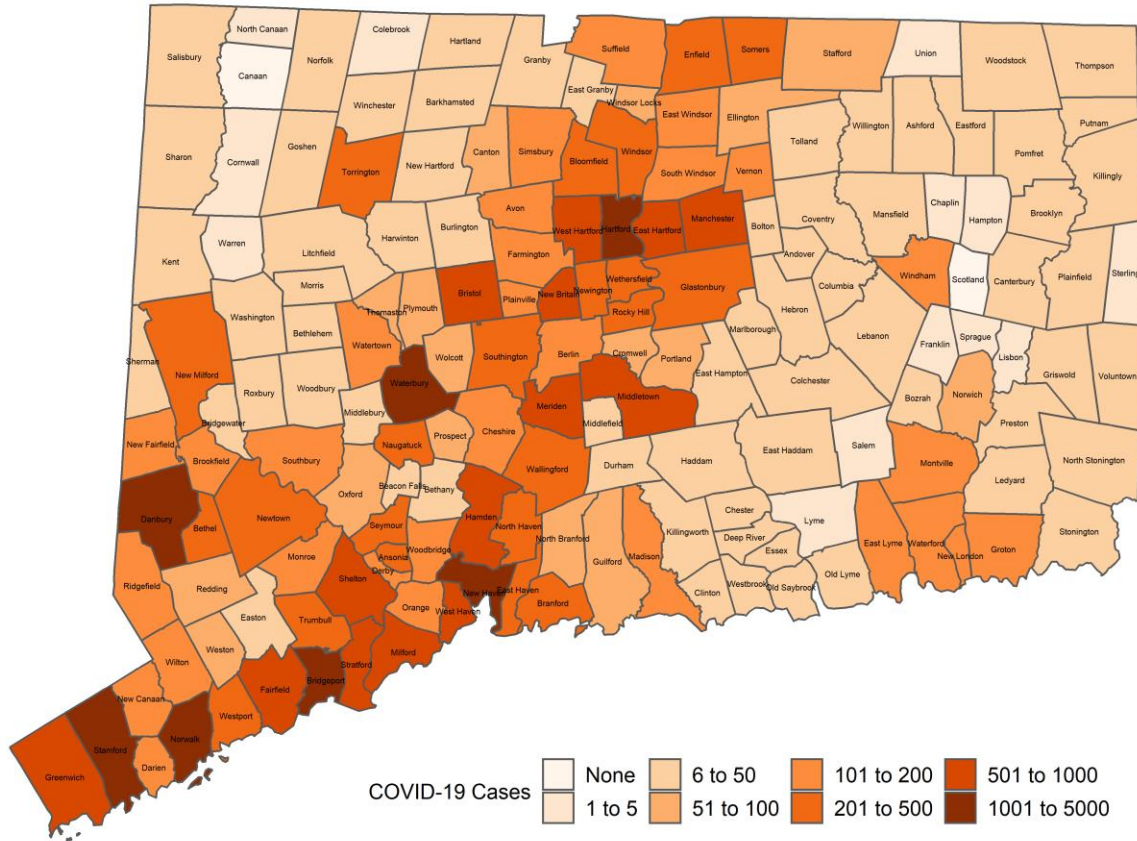 North Canaan
Colebrook
Hartland
Salisbury
Canaan
Norfolk
Granby
Suffield
Enfield
Somers
Stafford
Union
Woodstock
Thompson
East Granby
Windsor Locks
Winchester
Barkhamsted
East Windsor
Ellington
Willington
Ashford
Eastford
Putnam
Sharon
Cornwall
Goshen
Torrington
New Hartford
Canton
Simsbury
Bloomfield
Windsor
Tolland
Pomfret
Killingly
South Windsor
Vernon
Avon
West Hartford
Hartford
East Hartford
Manchester
Bolton
Coventry
Mansfield
Chaplin
Hampton
Brooklyn
Kent
Warren
Litchfield
Harwinton
Burlington
Farmington
Andover
Windham
Scotland
Canterbury
Plainfield
Sterling
Morris
Bristol
Plainville
New Britain
Newington
Wethersfield
Glastonbury
Columbia
Hebron
Washington
Bethlehem
Thomaston
Plymouth
Rocky Hill
Marlborough
Lebanon
Franklin
Sprague
Lisbon
Sherman
New Milford
Watertown
Wolcott
Southington
Berlin
Cromwell
Portland
East Hampton
Griswold
Voluntown
Roxbury
Woodbury
Waterbury
Colchester
Bozrah
Norwich
Bridgewater
Middlebury
Meriden
Middletown
Middlefield
Preston
New Fairfield
Brookfield
Southbury
Naugatuck
Prospect
Cheshire
Salem
Montville
North Stonington
Wallingford
Durham
Haddam
East Haddam
Ledyard
Oxford
Beacon Falls
Bethany
Danbury
Bethel
Newtown
Hamden
Seymour
North Haven
Chester
Lyme
North Branford
Killingworth
Deep River
Essex
East Lyme
Waterford
New London
Groton
Stonington
Ansonia
Woodbridge
Derby
Monroe
Guilford
Madison
Ridgefield
Redding
Shelton
New Haven
East Haven
Clinton
Westbrook
Old Saybrook
Old Lyme
Branford
Orange
West Haven
Easton
Trumbull
Weston
Wilton
Milford
Stratford
Bridgeport
Fairfield
New Canaan
Westport
Norwalk
Darien
Stamford
Greenwich
COVID-19 Cases
None
6 to 50
101 to 200
501 to 1000
1 to 5
51 to 100
201 to 500
1001 to 5000